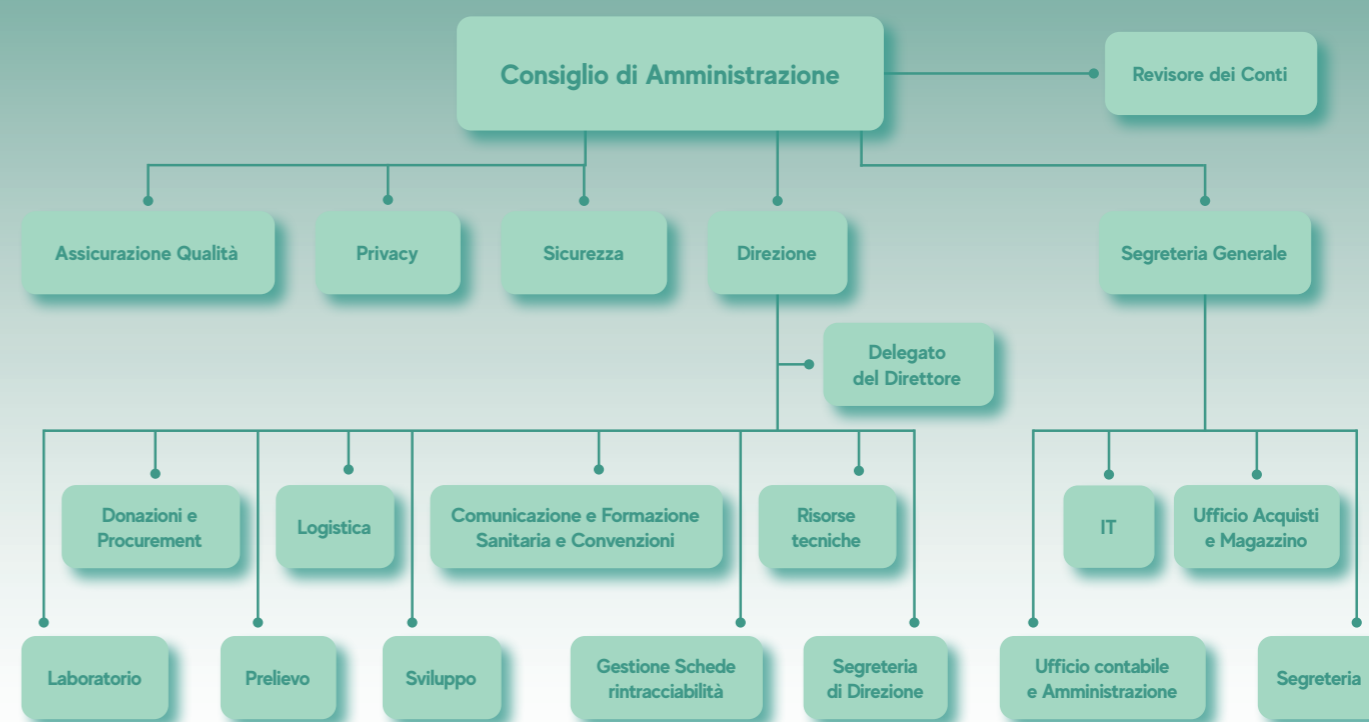 Consiglio di Amministrazione
Revisore dei Conti
Assicurazione Qualità
Privacy
Sicurezza
Direzione
Segreteria Generale
Delegato
del Direttore
Donazioni e
Procurement
Logistica
Comunicazione e Formazione
Sanitaria e Convenzioni
Risorse
tecniche
IT
Ufficio Acquisti
e Magazzino
Laboratorio
Prelievo
Sviluppo
Gestione Schede
rintracciabilità
Segreteria
di Direzione
Ufficio contabile
e Amministrazione
Segreteria